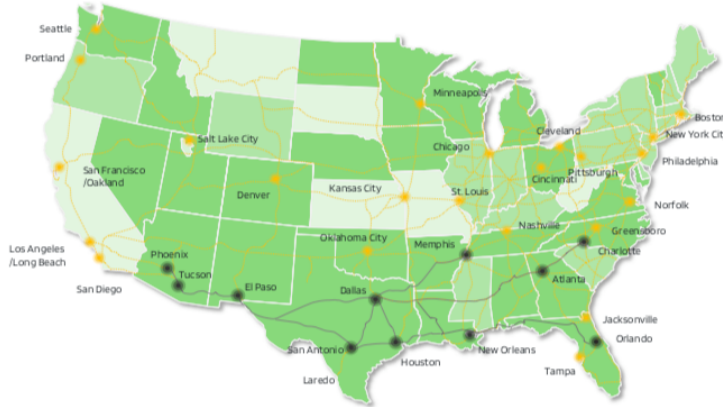 Seattle
Portland
Minneapolis
Boston
Cleveland
New York Cit
Salt Lake City
Chicago
Philadelphia
San Francisco
/Oakland
Pittsburgh
Cincinnati
Denver
Kansas City
St. Louis
Norfolk
Nashville
Greensboro
Oklahoma City
Memphis
Charlotte
Los Angeles
/Long Beach
Phoenix
Tucson
Atlanta
San Diego
El Paso
Dallas
Jacksonville
Orlando
San Antonio
New Orleans
Houston
Tampa
Laredo